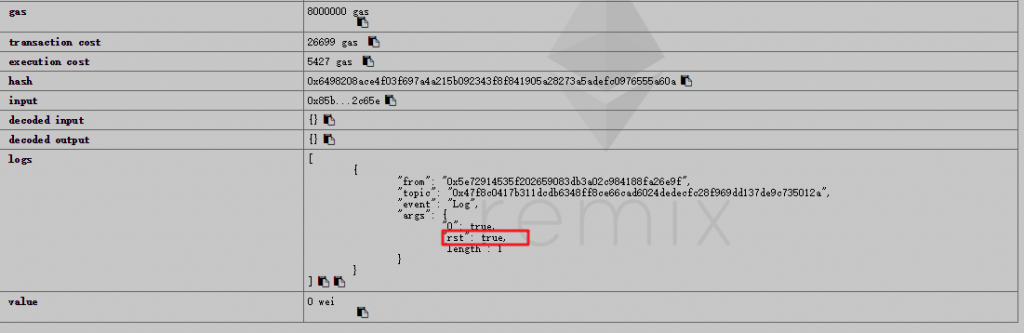 gas 8000000 gas
transaction cost 26699 gas
execution cost 5427 gas
hash 0x6498208ace4f03f697a4a215b092343f8f841905a28273a5adefc0976555a60a
input 0x85b...2c65e
decoded input {}
decoded output {}
logs [
{
"from": "0x5e72914535f202659083db3a02c984188fa26e9f",
"topic": "0x47f8c0417b311dcdb6348ff8ce66cad6024dedecfc28f969dd137de9c735012a",
"event": "Log",
"args": {
"0": true,
"rst": true,
"length": 1
}
}
]
value 0 wei
remix